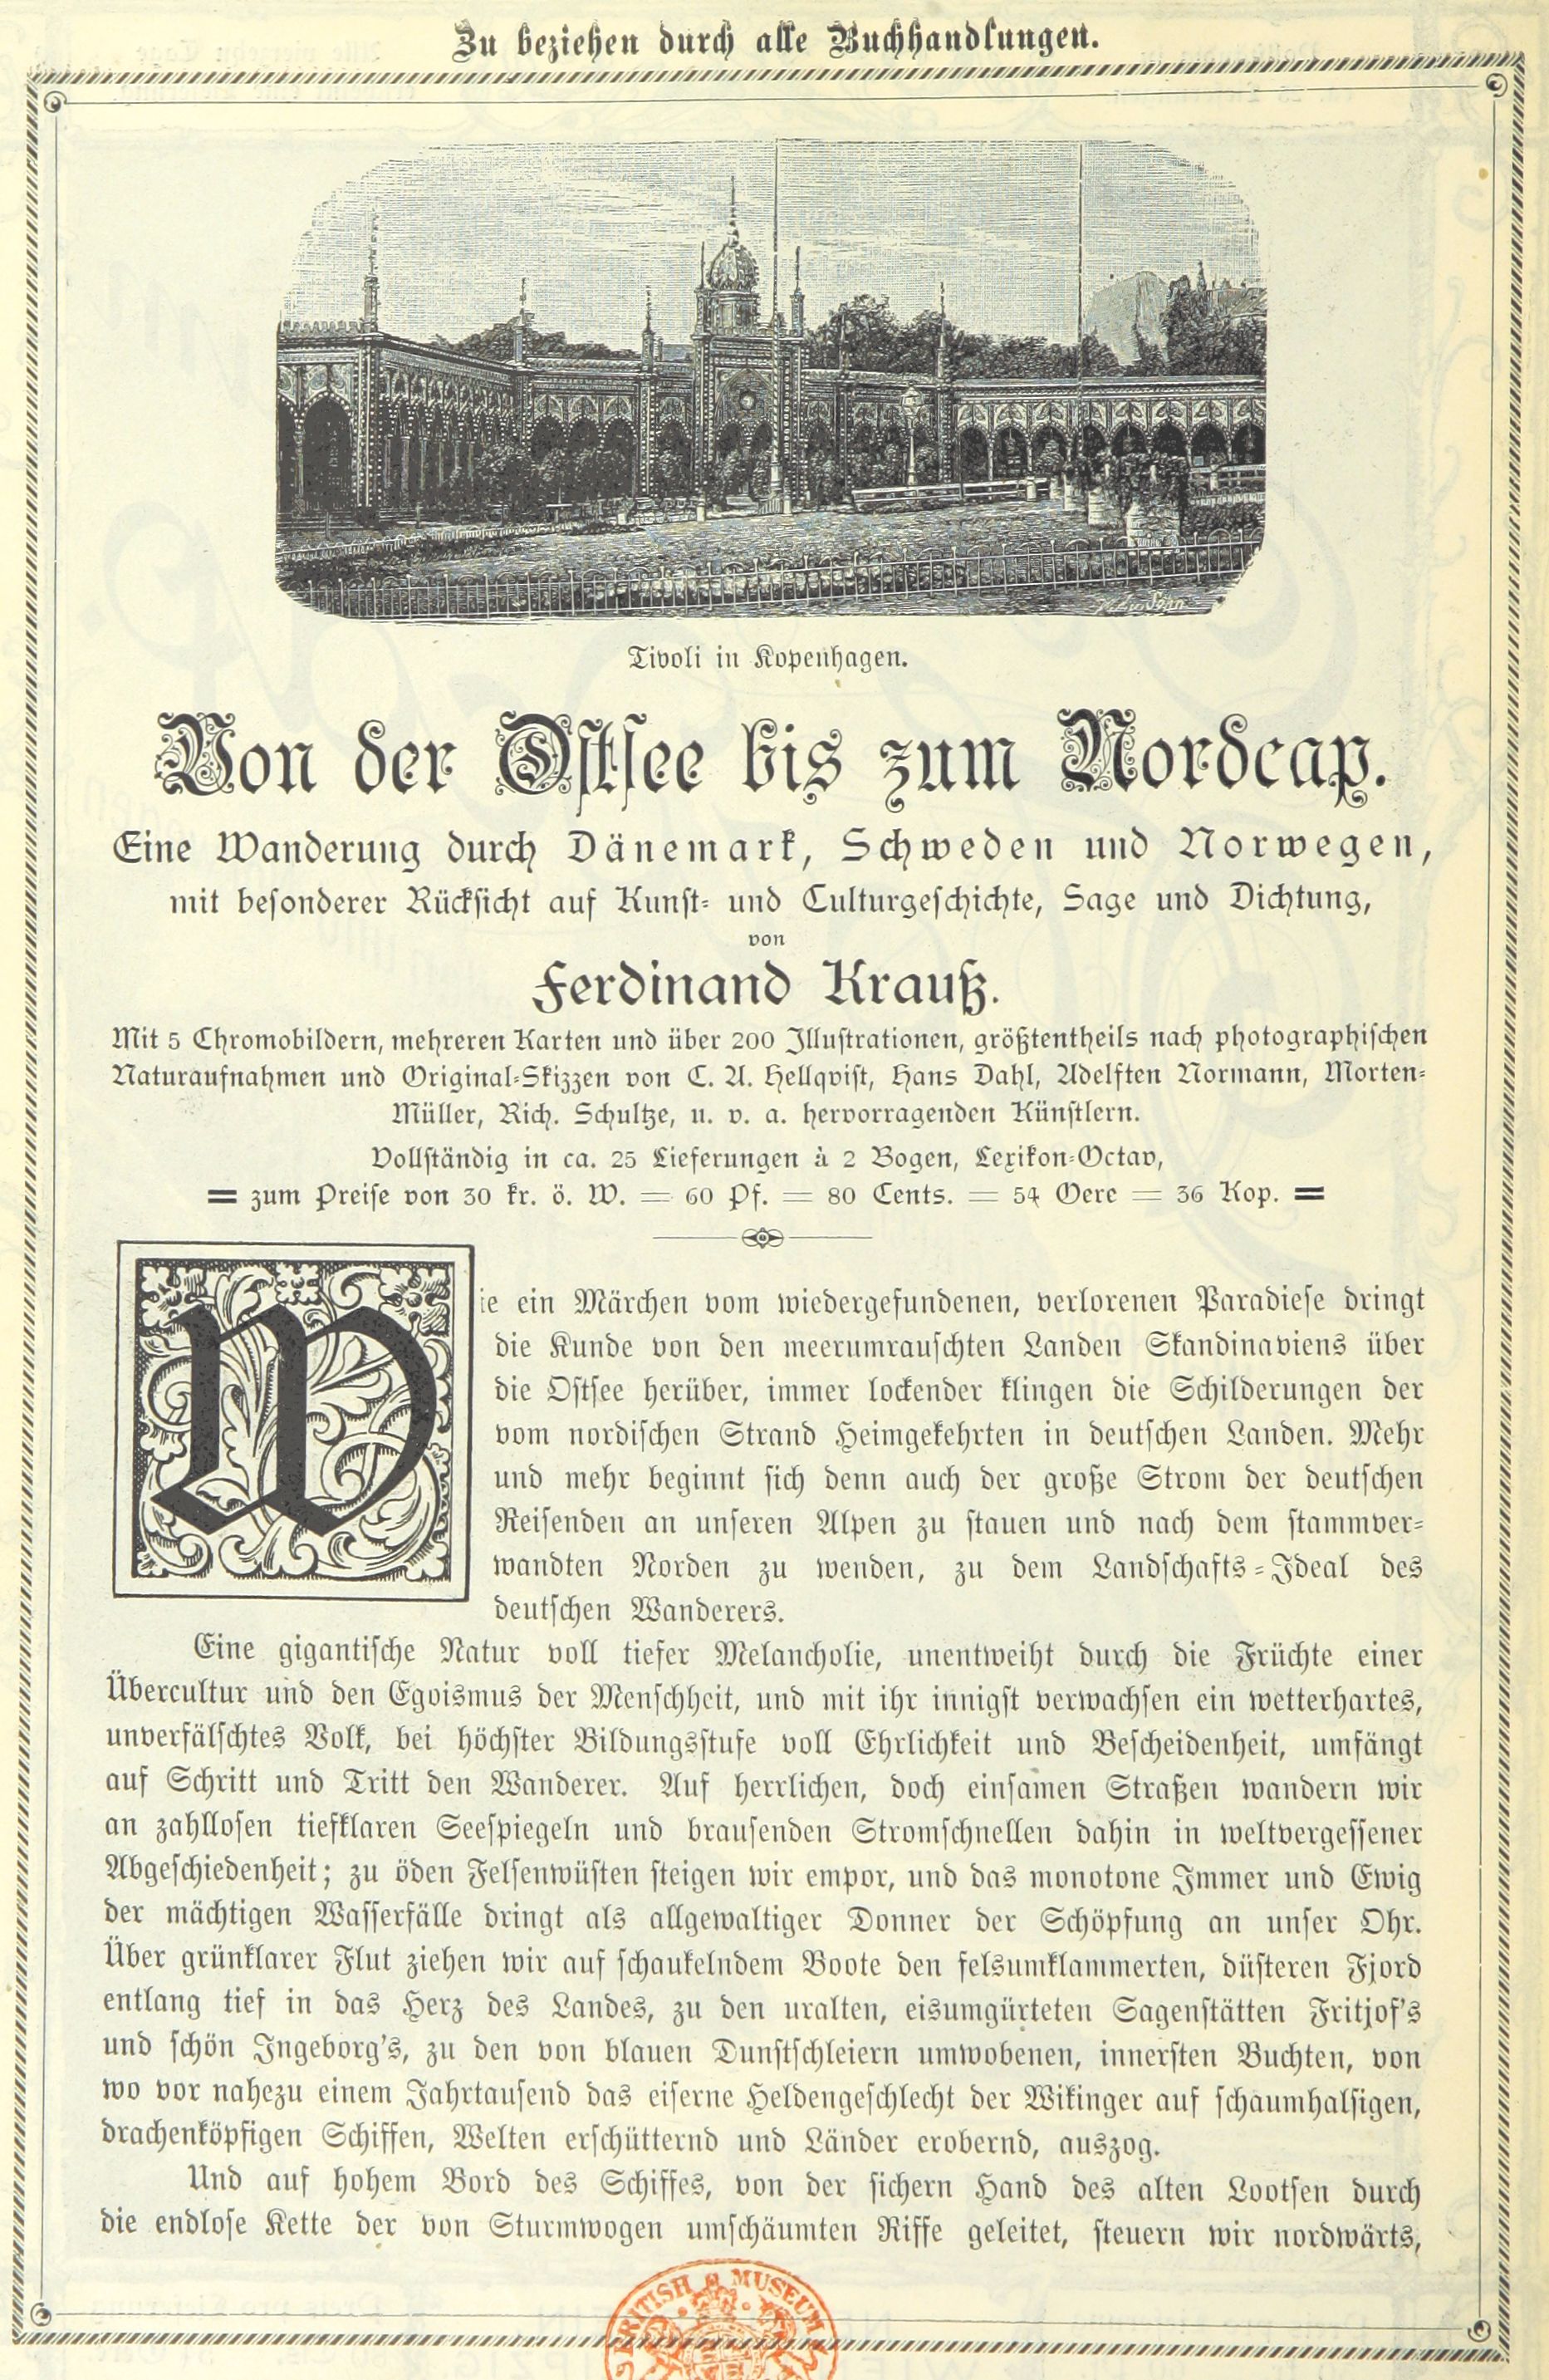 Zu beziehen durch alle Buchhandlungen.
Tivoli in Kopenhagen.
Von der Ostsee bis zum Nordcap.
Eine Wanderung durch Dänemark, Schweden und Norwegen,
mit besonderer Rücksicht auf Kunst- und Culturgeschichte, Sage und Dichtung,
von
Ferdinand Krauß.
Mit 5 Chromobildern, mehreren Karten und über 200 Illustrationen, größtentheils nach photographischen
Naturaufnahmen und Original-Skizzen von C. A. Hellqvist, Hans Dahl, Adelsten Normann, Morten-
Müller, Rich. Schultze, u. v. a. hervorragenden Künstlern.
Vollständig in ca. 25 Lieferungen à 2 Bogen, Lexikon-Octav,
= zum Preise von 30 kr. ö. W. = 60 Pf. = 80 Cents. = 54 Oere = 36 Kop. =
Wie ein Märchen vom wiedergefundenen, verlorenen Paradiese dringt
die Kunde von den meerumrauschten Landen Skandinaviens über
die Ostsee herüber, immer lockender klingen die Schilderungen der
vom nordischen Strand Heimgekehrten in deutschen Landen. Mehr
und mehr beginnt sich denn auch der große Strom der deutschen
Reisenden an unseren Alpen zu stauen und nach dem stammver-
wandten Norden zu wenden, zu dem Landschafts-Ideal des
deutschen Wanderers.
Eine gigantische Natur voll tiefer Melancholie, unentweiht durch die Früchte einer
Übercultur und den Egoismus der Menschheit, und mit ihr innigst verwachsen ein wetterhartes,
unverfälschtes Volk, bei höchster Bildungsstufe voll Ehrlichkeit und Bescheidenheit, umfängt
auf Schritt und Tritt den Wanderer. Auf herrlichen, doch einsamen Straßen wandern wir
an zahllosen tiefklaren Seespiegeln und brausenden Stromschnellen dahin in weltvergessener
Abgeschiedenheit; zu öden Felsenwüsten steigen wir empor, und das monotone Immer und Ewig
der mächtigen Wasserfälle dringt als allgewaltiger Donner der Schöpfung an unser Ohr.
Über grünklarer Flut ziehen wir auf schaukelndem Boote den felsumklammerten, düsteren Fjord
entlang tief in das Herz des Landes, zu den uralten, eisumgürteten Sagenstätten Fritjof's
und schön Ingeborg's, zu den von blauen Dunstschleiern umwobenen, innersten Buchten, von
wo vor nahezu einem Jahrtausend das eiserne Heldengeschlecht der Wikinger auf schaumhalsigen,
drachenköpfigen Schiffen, Welten erschütternd und Länder erobernd, auszog.
Und auf hohem Bord des Schiffes, von der sichern Hand des alten Lootsen durch
die endlose Kette der von Sturmwogen umschäumten Riffe geleitet, steuern wir nordwärts,
BRITISH MUSEUM